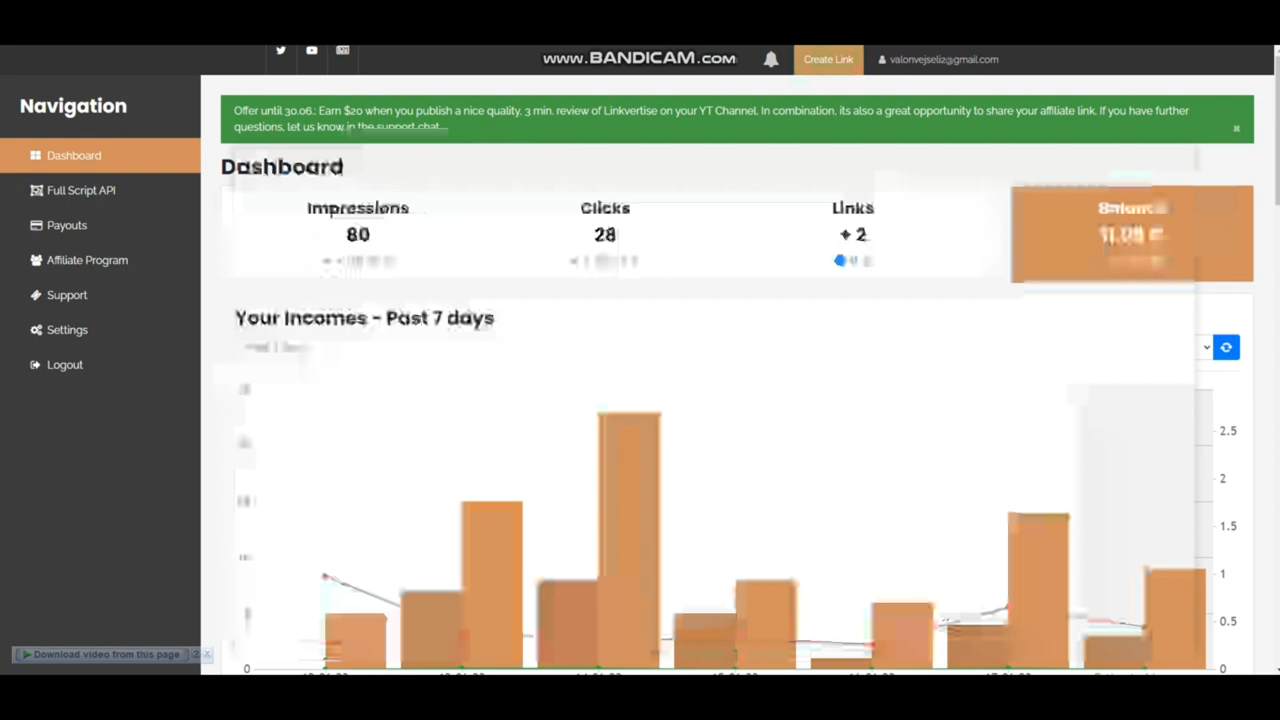 www.BANDICAM.com
Create Link
valonvejseliz@gmail.com
Navigation
Dashboard
Full Script API
Payouts
Affiliate Program
Support
Settings
Logout
Offer until 30.06.: Earn $20 when you publish a nice quality, 3 min. review of Linkvertise on your YT Channel. In combination, its also a great opportunity to share your affiliate link. If you have further
questions, let us know in the support chat.
×
Dashboard
Impressions
80
Clicks
28
Links
+ 2
Balance
Your Incomes - Past 7 days
2.5
2
1.5
1
0.5
0
0
Download video from this page